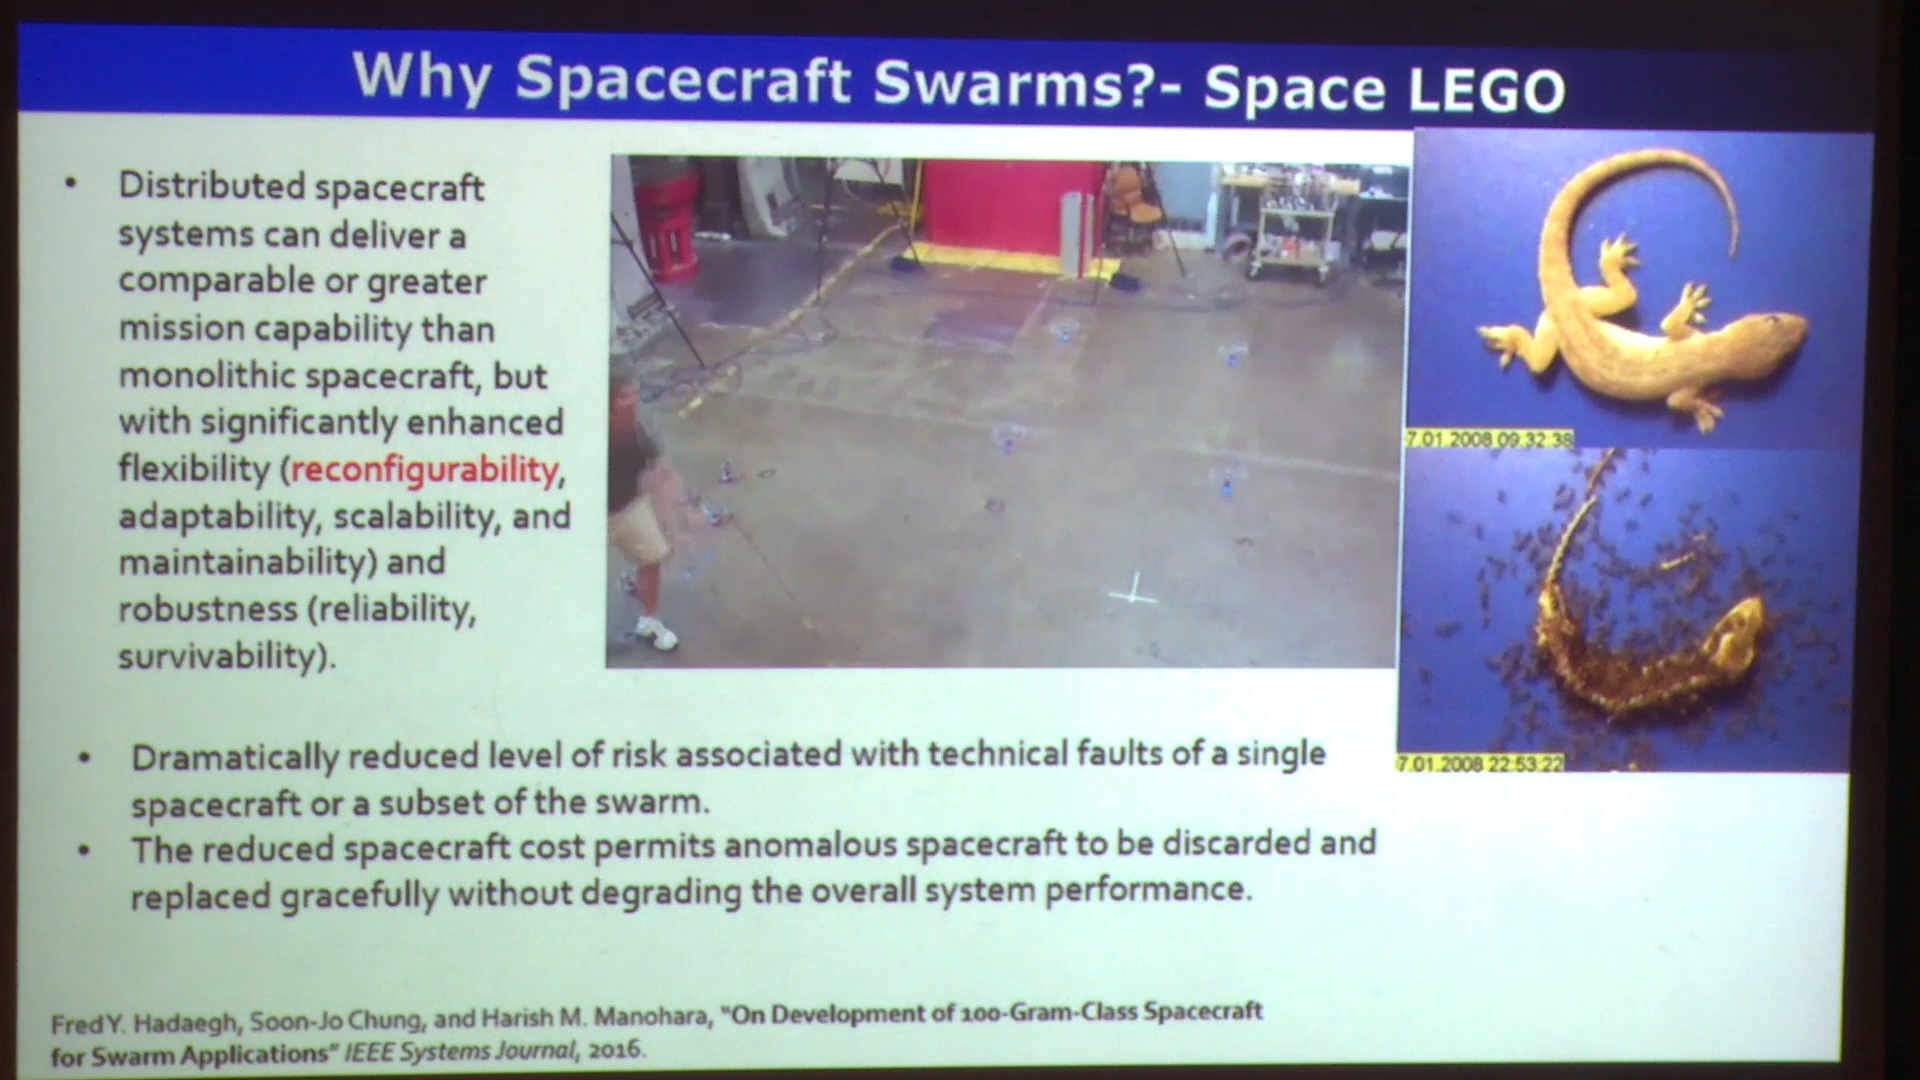 Why Spacecraft Swarms?- Space LEGO
• Distributed spacecraft
systems can deliver a
comparable or greater
mission capability than
monolithic spacecraft, but
with significantly enhanced
flexibility (reconfigurability,
adaptability, scalability, and
maintainability) and
robustness (reliability,
survivability).
7.01.2008 09:32:38
7.01.2008 22:53:22
• Dramatically reduced level of risk associated with technical faults of a single
spacecraft or a subset of the swarm.
• The reduced spacecraft cost permits anomalous spacecraft to be discarded and
replaced gracefully without degrading the overall system performance.
Fred Y. Hadaegh, Soon-Jo Chung, and Harish M. Manohara, "On Development of 100-Gram-Class Spacecraft
for Swarm Applications" IEEE Systems Journal, 2016.